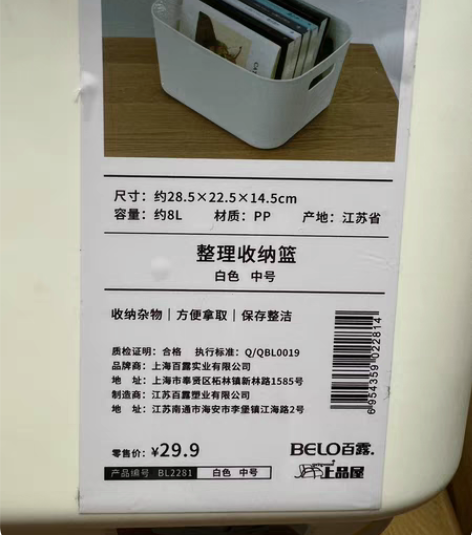 尺寸：约28.5×22.5×14.5cm
容量：约8L 材质：PP 产地：江苏省
整理收纳篮
白色 中号
收纳杂物｜方便拿取｜保存整洁
质检证明：合格 执行标准：Q/QBL0019
品牌商：上海百露实业有限公司
地 址：上海市奉贤区柘林镇新林路1585号
制造商：江苏百露塑业有限公司
地 址：江苏南通市海安市李堡镇江海路2号
6 954359 022814
零售价：¥29.9
BELO百露.
产品编号 BL2281 白色 中号
上品屋